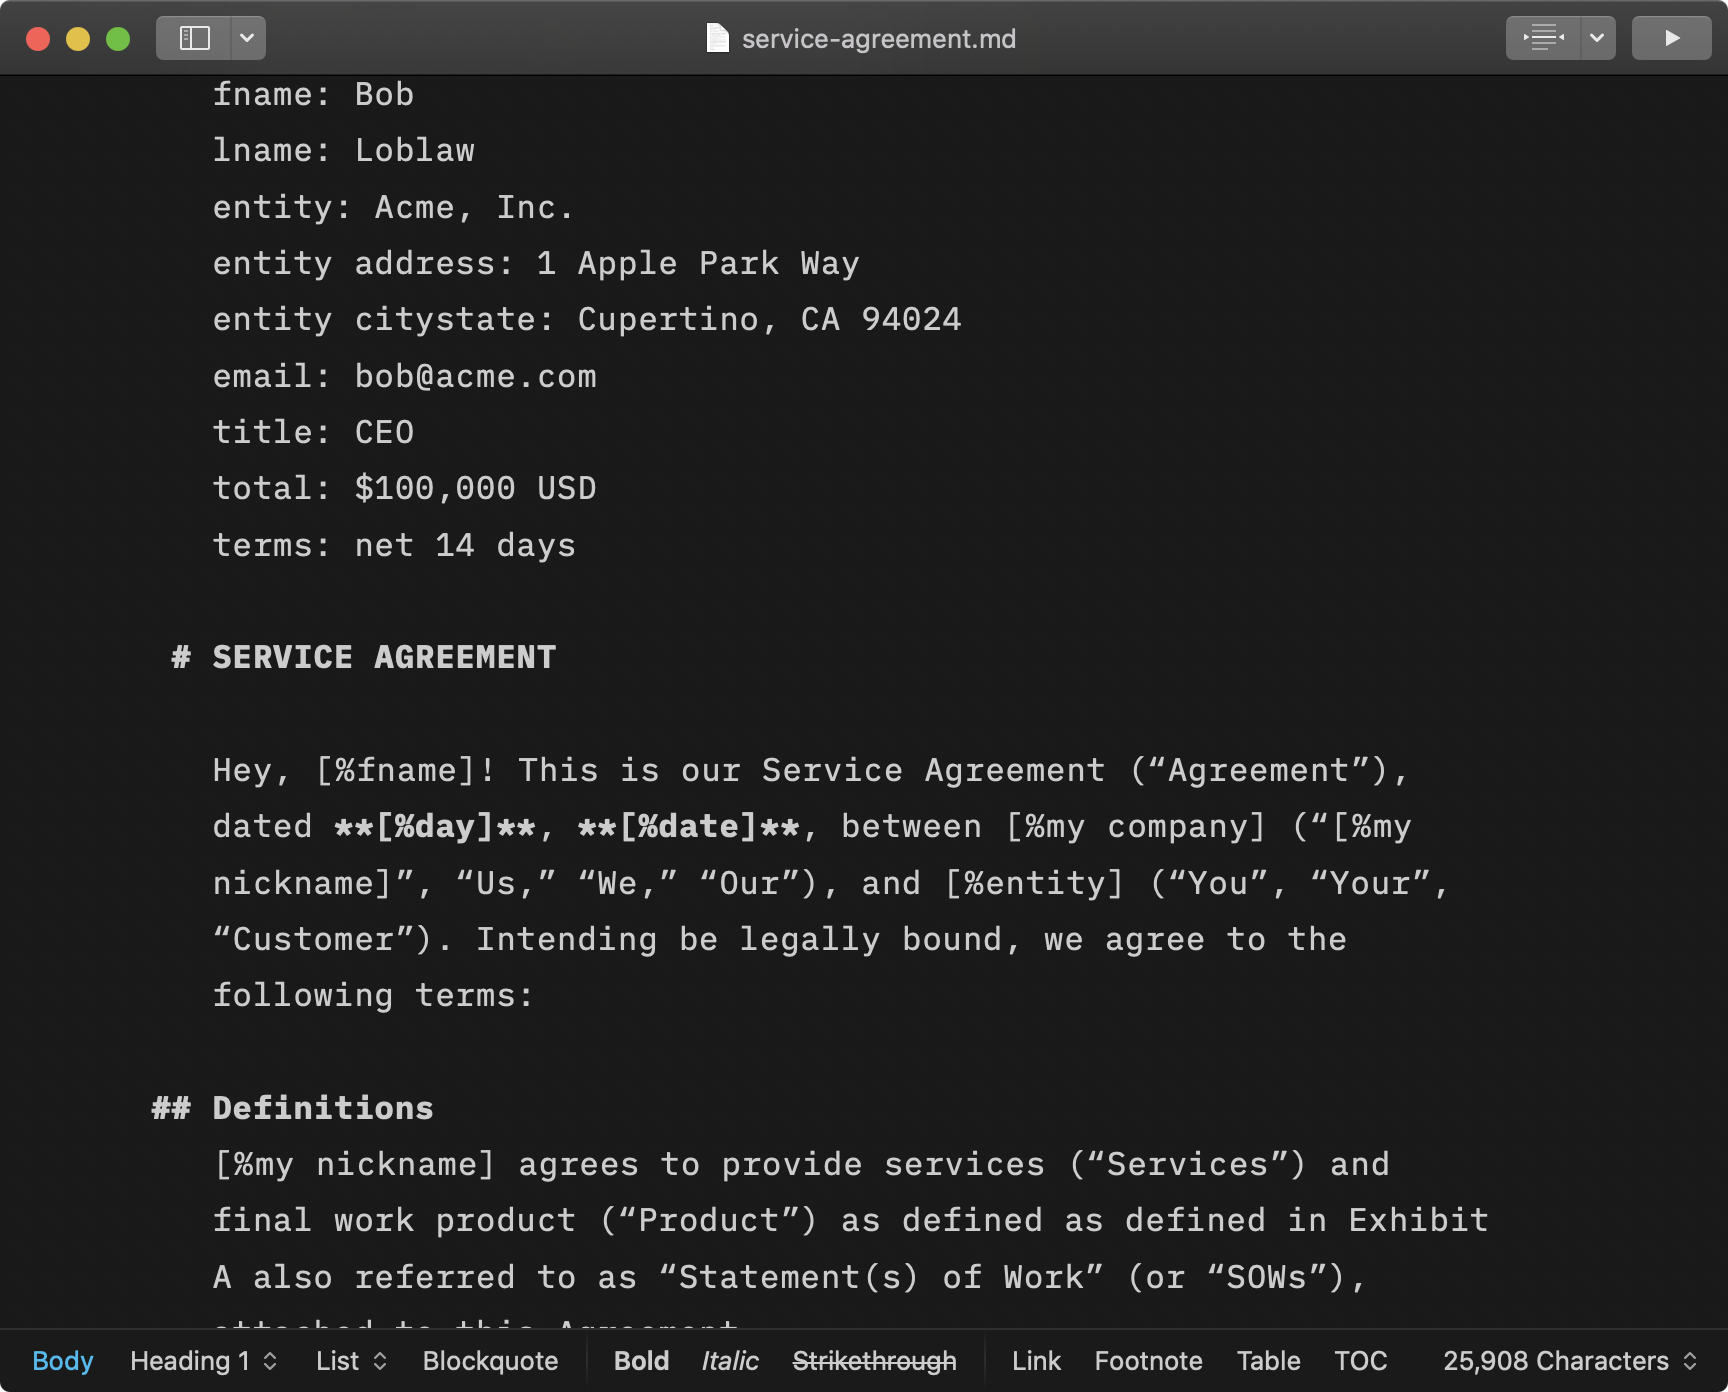 service-agreement.md
fname: Bob
lname: Loblaw
entity: Acme, Inc.
entity address: 1 Apple Park Way
entity citystate: Cupertino, CA 94024
email: bob@acme.com
title: CEO
total: $100,000 USD
terms: net 14 days
# SERVICE AGREEMENT
Hey, [%fname]! This is our Service Agreement (“Agreement”),
dated **[%day]**, **[%date]**, between [%my company] (“[%my
nickname]”, “Us,” “We,” “Our”), and [%entity] (“You”, “Your”,
“Customer”). Intending be legally bound, we agree to the
following terms:
## Definitions
[%my nickname] agrees to provide services (“Services”) and
final work product (“Product”) as defined as defined in Exhibit
A also referred to as “Statement(s) of Work” (or “SOWs”),
attached to this Agreement
Body Heading 1 List Blockquote Bold Italic Strikethrough Link Footnote Table TOC 25,908 Characters